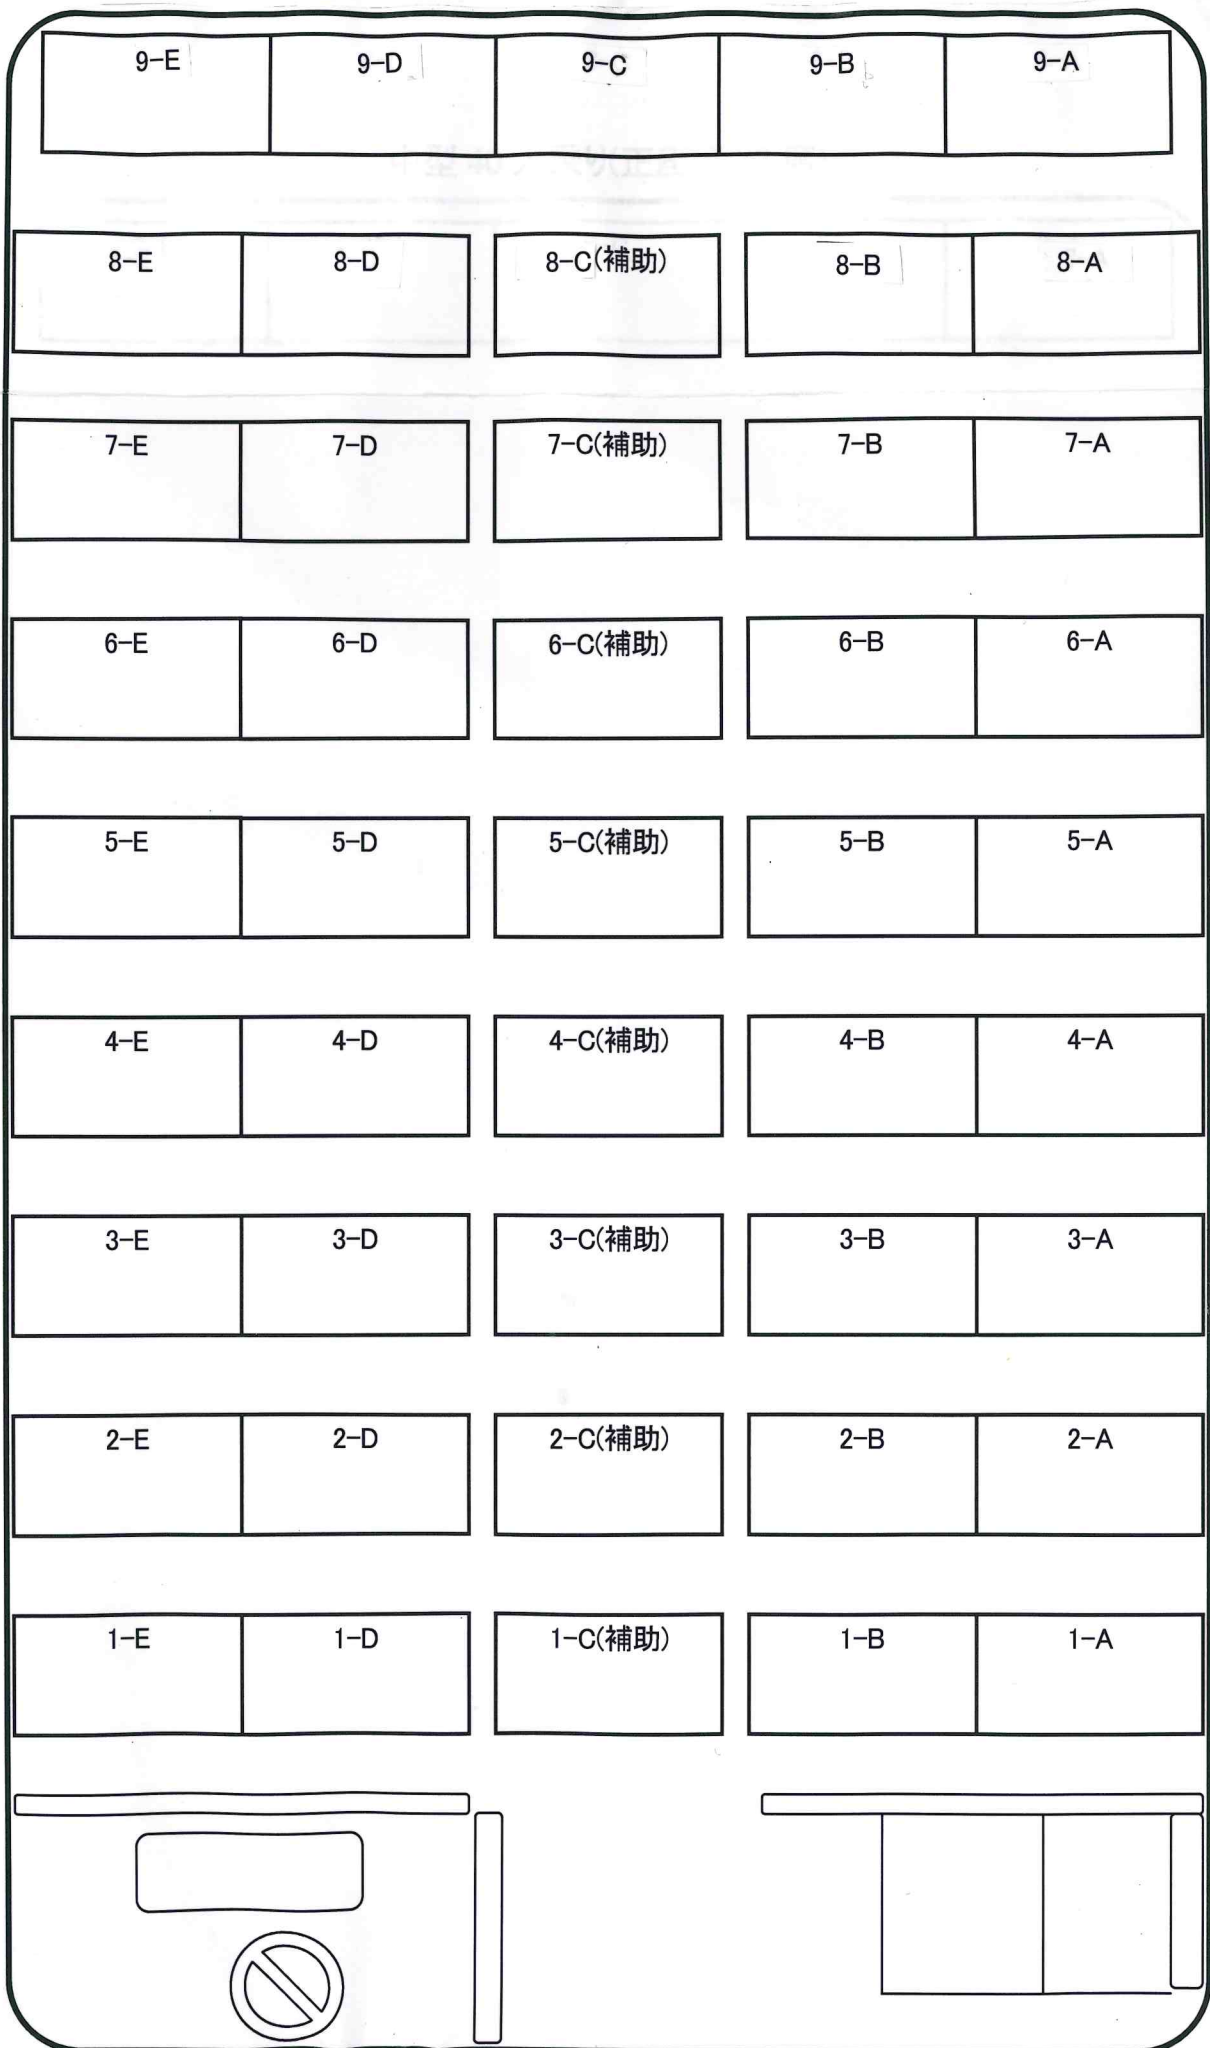 9-E 9-D 9-C 9-B 9-A
8-E 8-D 8-C(補助) 8-B 8-A
7-E 7-D 7-C(補助) 7-B 7-A
6-E 6-D 6-C(補助) 6-B 6-A
5-E 5-D 5-C(補助) 5-B 5-A
4-E 4-D 4-C(補助) 4-B 4-A
3-E 3-D 3-C(補助) 3-B 3-A
2-E 2-D 2-C(補助) 2-B 2-A
1-E 1-D 1-C(補助) 1-B 1-A